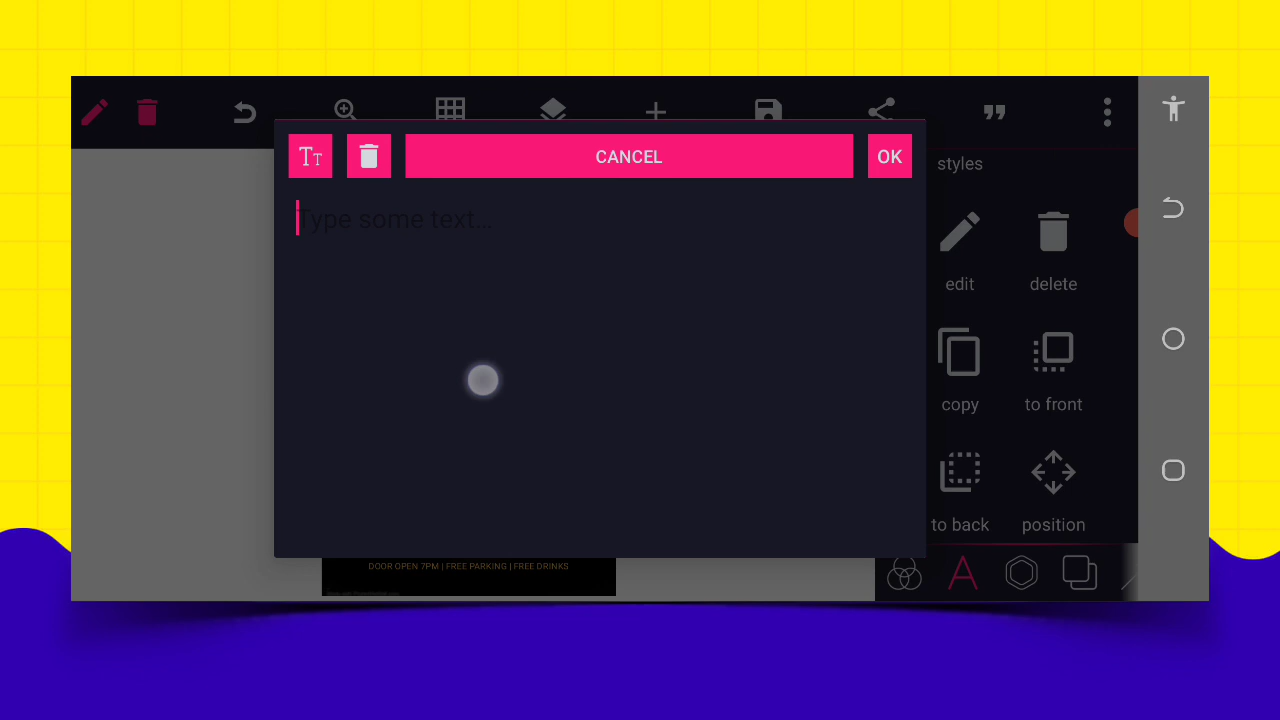 TT
CANCEL
OK
styles
Type some text...
edit
delete
copy
to front
to back
position
DOOR OPEN 7PM | FREE PARKING | FREE DRINKS
A